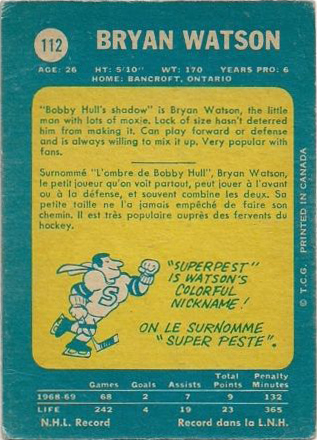 112 BRYAN WATSON
AGE: 26 HT: 5'10" WT: 170 YEARS PRO: 6
HOME: BANCROFT, ONTARIO
"Bobby Hull's shadow" is Bryan Watson, the little
man with lots of moxie. Lack of size hasn't deterred
him from making it. Can play forward or defense
and is always willing to mix it up. Very popular with
fans.
Surnommé "L'ombre de Bobby Hull", Bryan Watson,
le petit joueur qu'on voit partout, peut jouer à l'avant
ou à la défense, et souvent combine les deux. Sa
petite taille ne l'a jamais empêché de faire son
chemin. Il est très populaire auprès des fervents du
hockey.
S
"SUPERPEST"
IS WATSON'S
COLORFUL
NICKNAME!
ON LE SURNOMME
"SUPER PESTE".
© T.C.G. PRINTED IN CANADA
Games Goals Assists Total Points Penalty Minutes
1968-69 68 2 7 9 132
LIFE 242 4 19 23 365
N.H.L. Record Record dans la L.N.H.